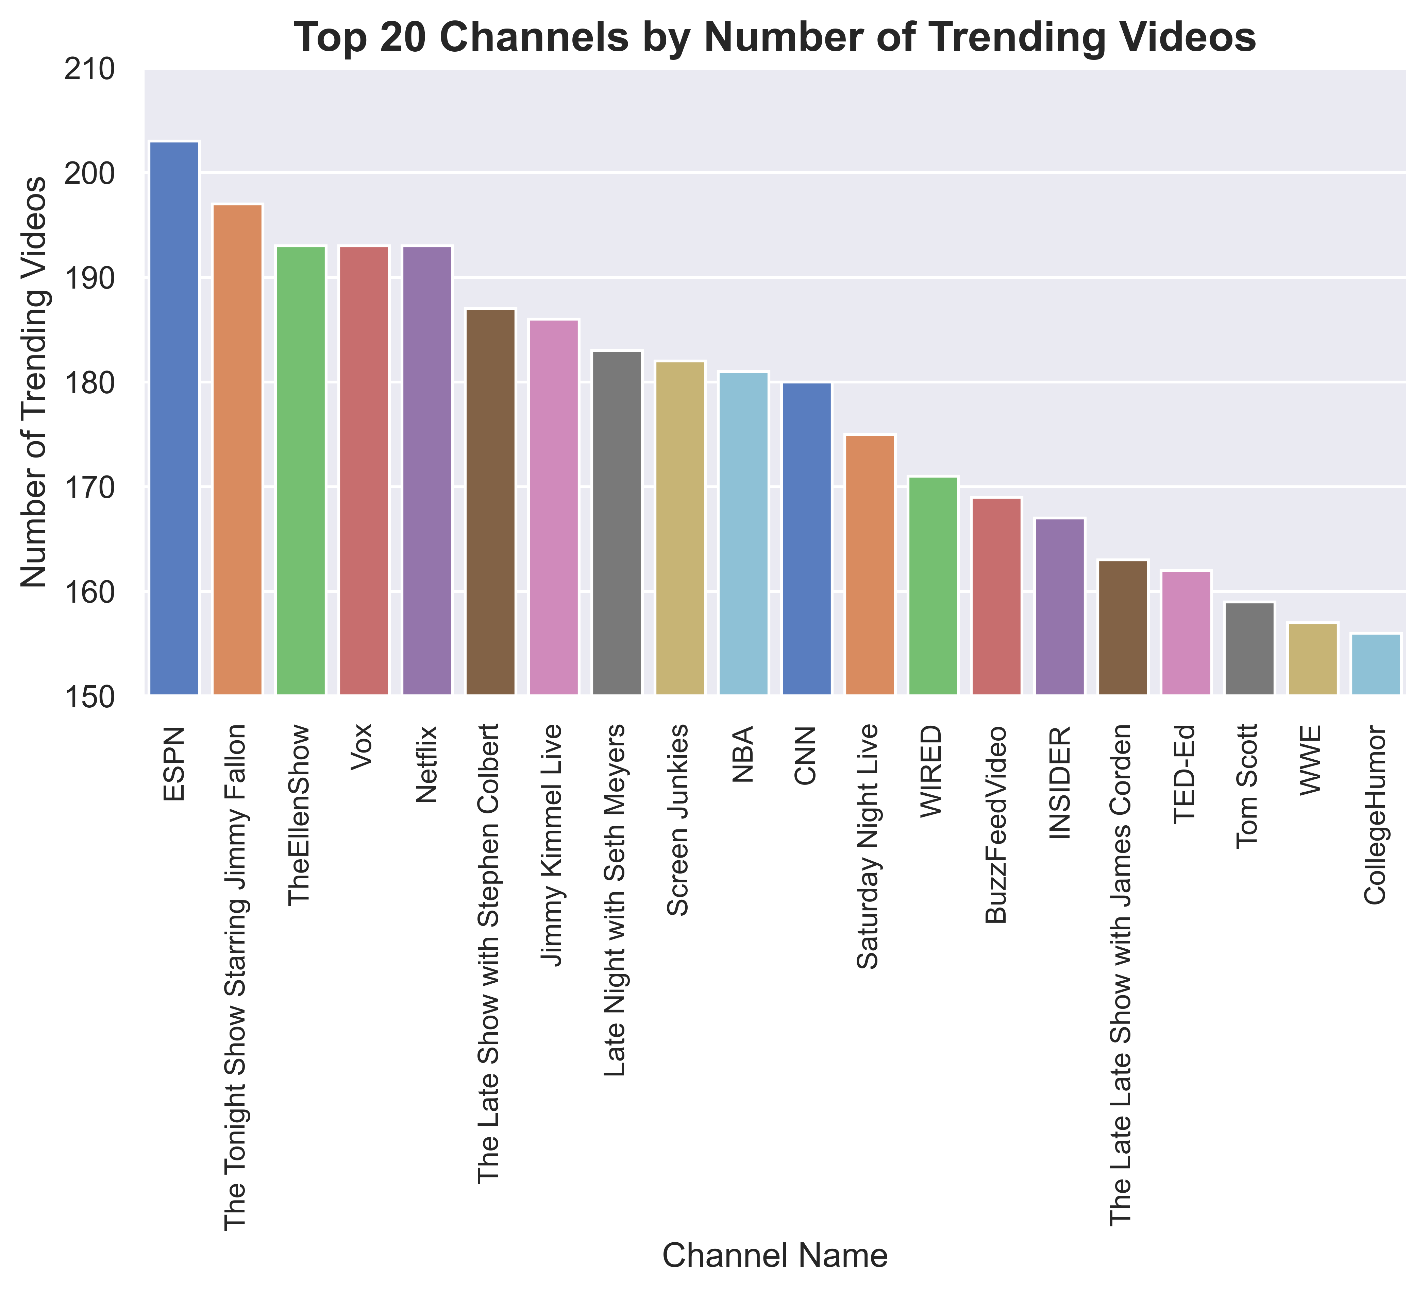 Top 20 Channels by Number of Trending Videos
Number of Trending Videos
210
200
190
180
170
160
150
ESPN
The Tonight Show Starring Jimmy Fallon
TheEllenShow
Vox
Netflix
The Late Show with Stephen Colbert
Jimmy Kimmel Live
Late Night with Seth Meyers
Screen Junkies
NBA
CNN
Saturday Night Live
WIRED
BuzzFeedVideo
INSIDER
The Late Late Show with James Corden
TED-Ed
Tom Scott
WWE
CollegeHumor
Channel Name